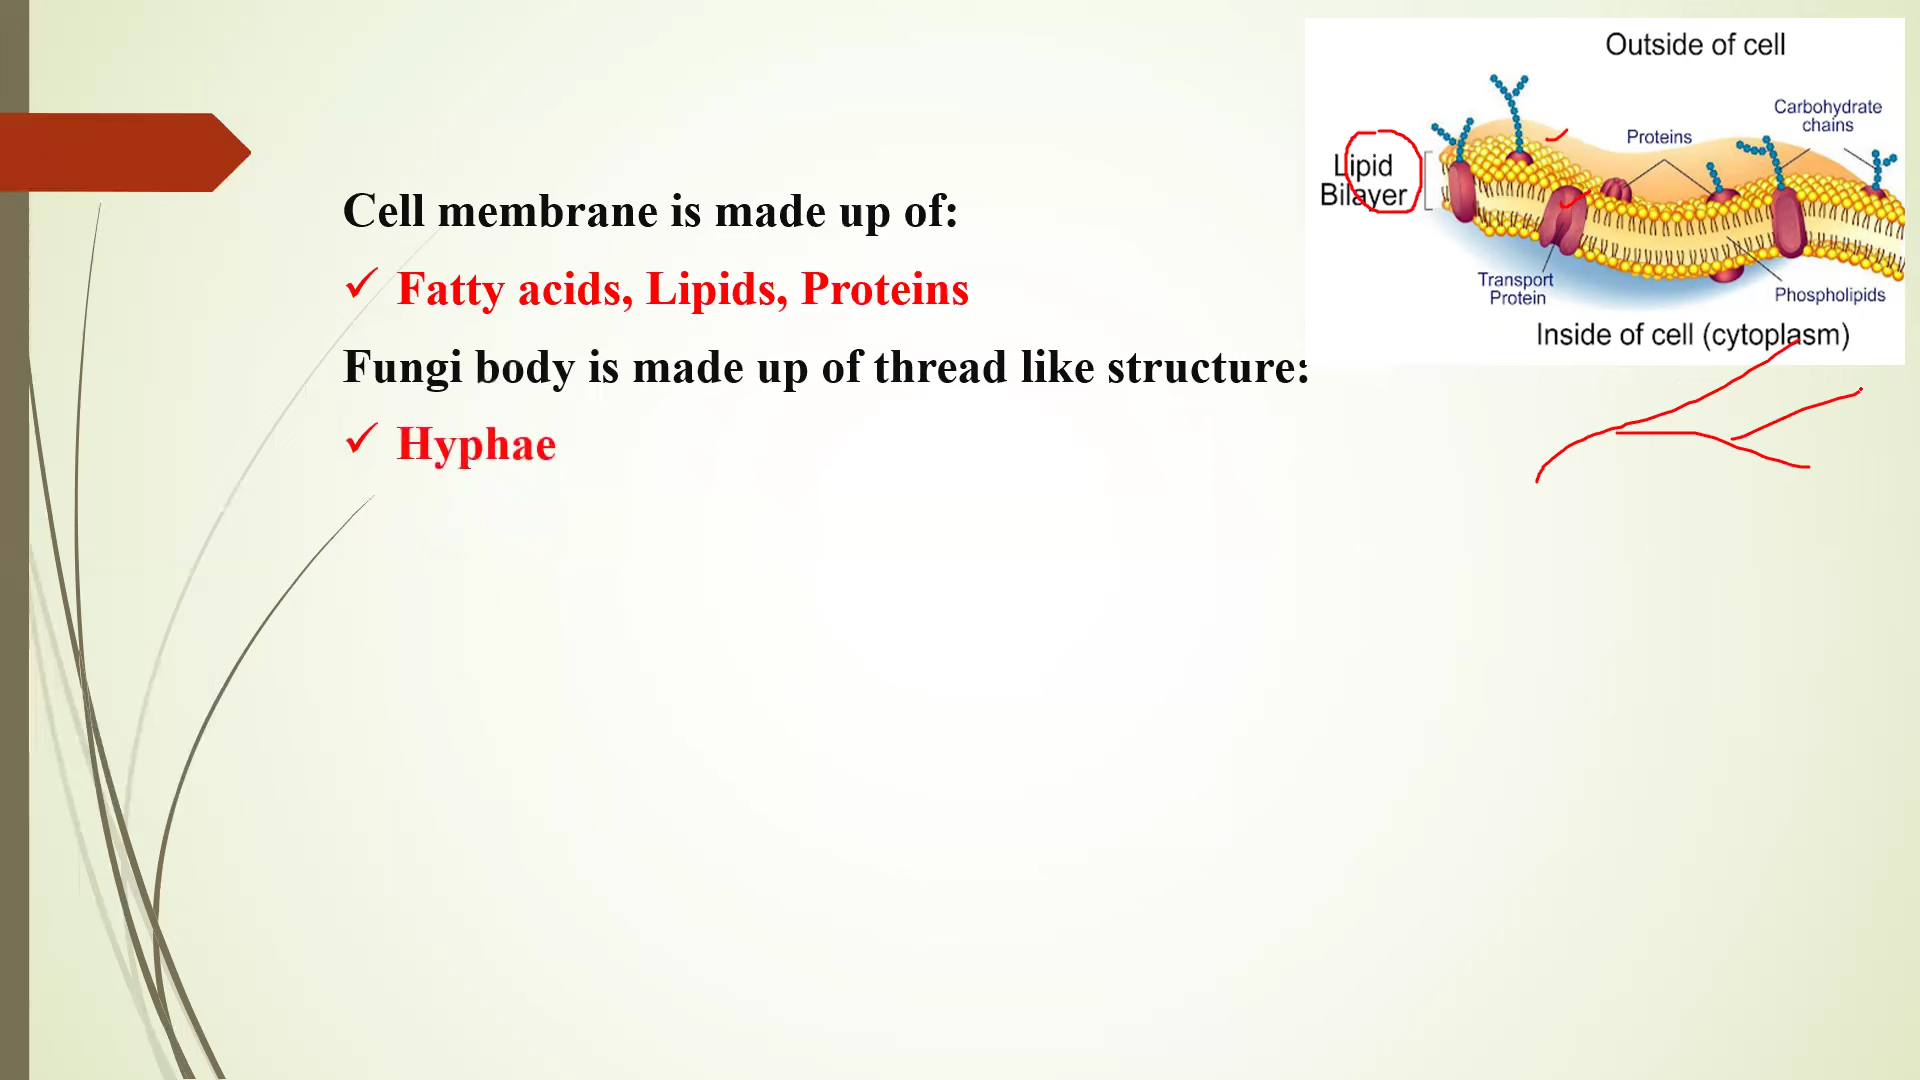 Cell membrane is made up of:
✓ Fatty acids, Lipids, Proteins
Fungi body is made up of thread like structure:
✓ Hyphae
Outside of cell
Carbohydrate
chains
Proteins
Lipid
Bilayer
Transport
Protein
Phospholipids
Inside of cell (cytoplasm)